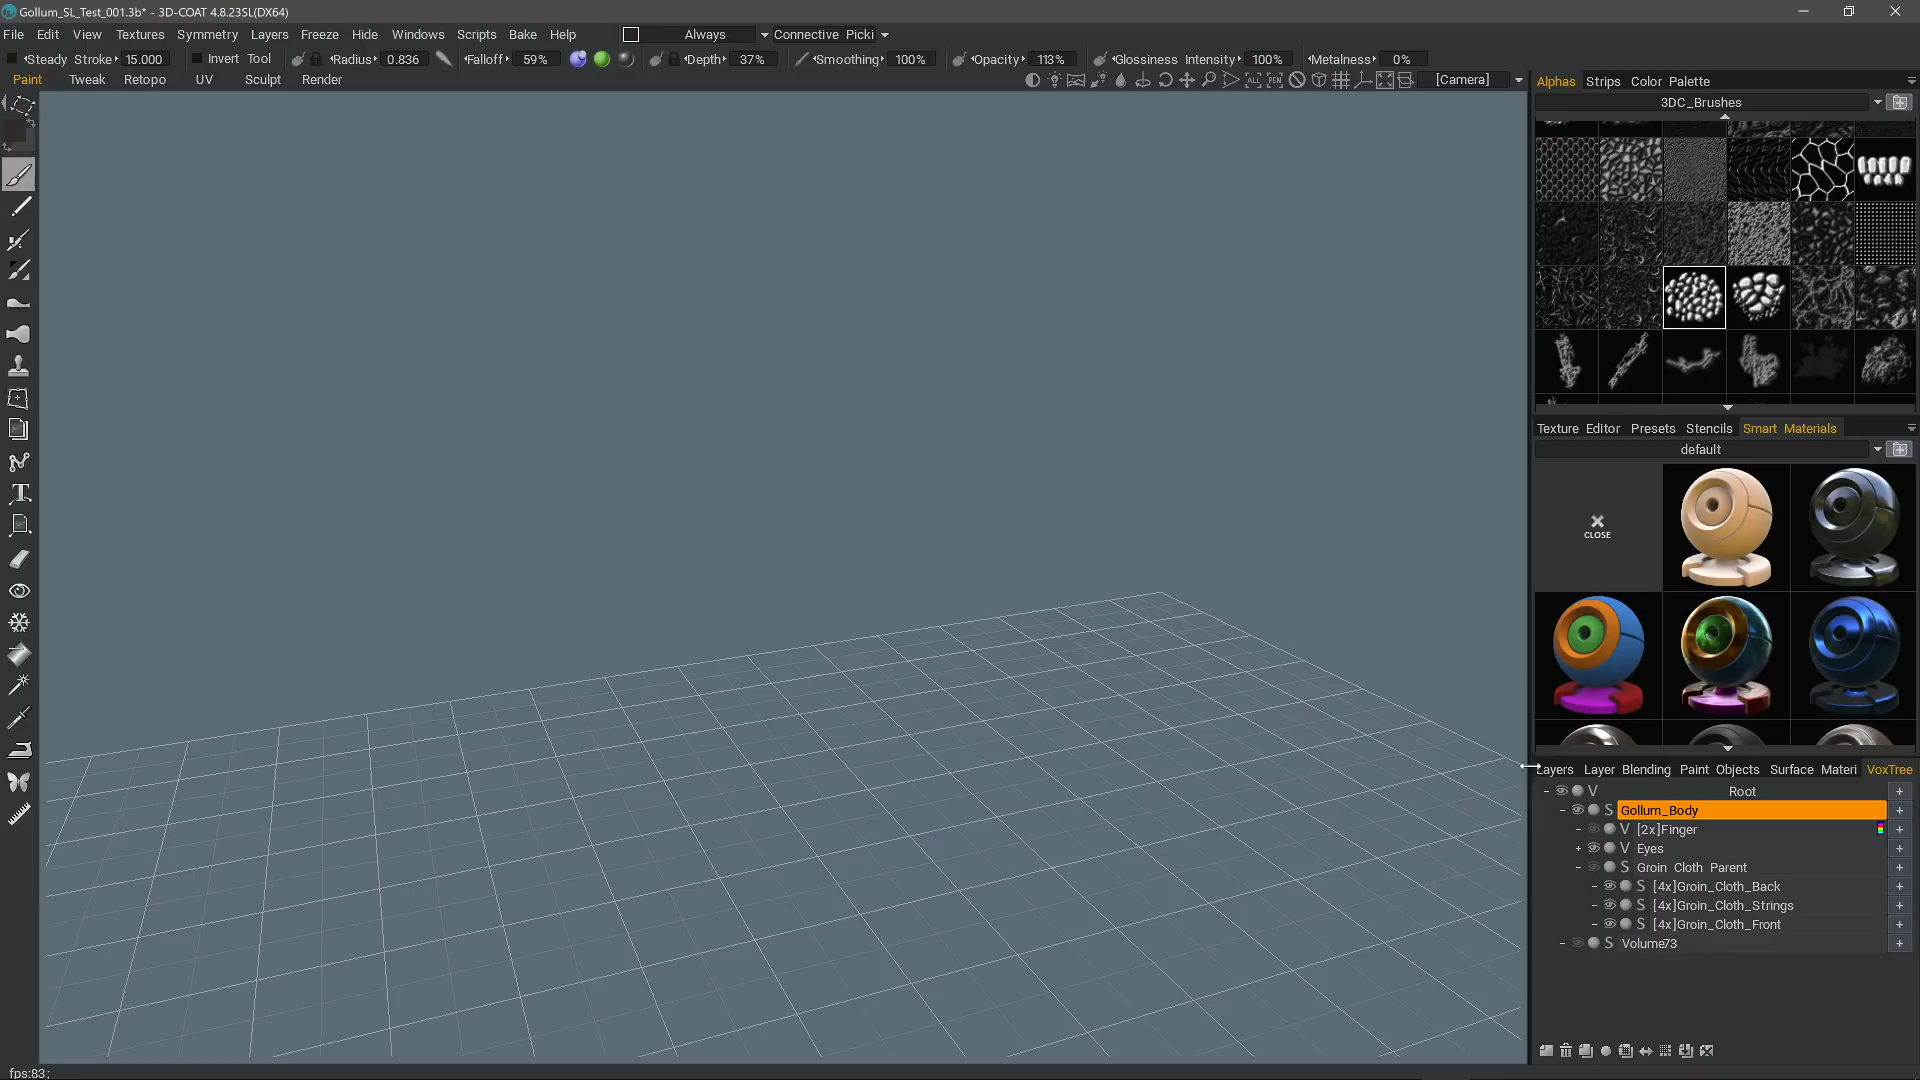 Gollum_SL_Test_001.3b* - 3D-COAT 4.8.23SL(DX64)
File Edit View Textures Symmetry Layers Freeze Hide Windows Scripts Bake Help Always Connective Picki
Steady Stroke 15.000 Invert Tool Radius 0.836 Falloff 59% Depth 37% Smoothing 100% Opacity 113% Glossiness Intensity 100% Metalness 0%
Paint Tweak Retopo UV Sculpt Render ALL PEN [Camera]
Alphas Strips Color Palette
3DC_Brushes
Texture Editor Presets Stencils Smart Materials
default
CLOSE
Layers Layer Blending Paint Objects Surface Materi VoxTree
V Root +
S Gollum_Body +
V [2x]Finger +
+ V Eyes +
S Groin Cloth Parent +
S [4x]Groin_Cloth_Back +
S [4x]Groin_Cloth_Strings +
S [4x]Groin_Cloth_Front +
S Volume73 +
fps:83;